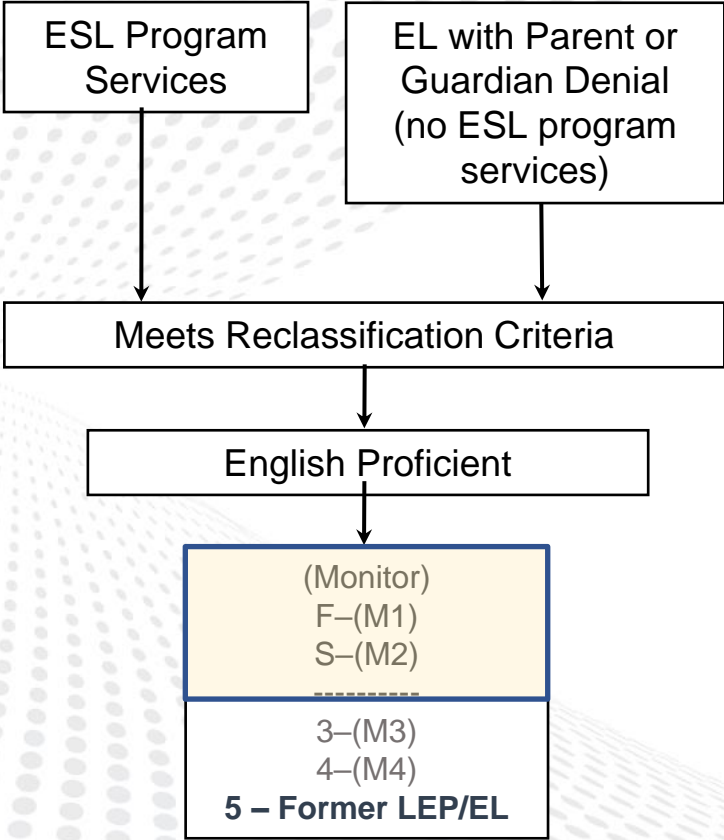 ESL Program
Services
EL with Parent or
Guardian Denial
(no ESL program
services)
Meets Reclassification Criteria
English Proficient
(Monitor)
F–(M1)
S–(M2)
----------
3–(M3)
4–(M4)
5 – Former LEP/EL